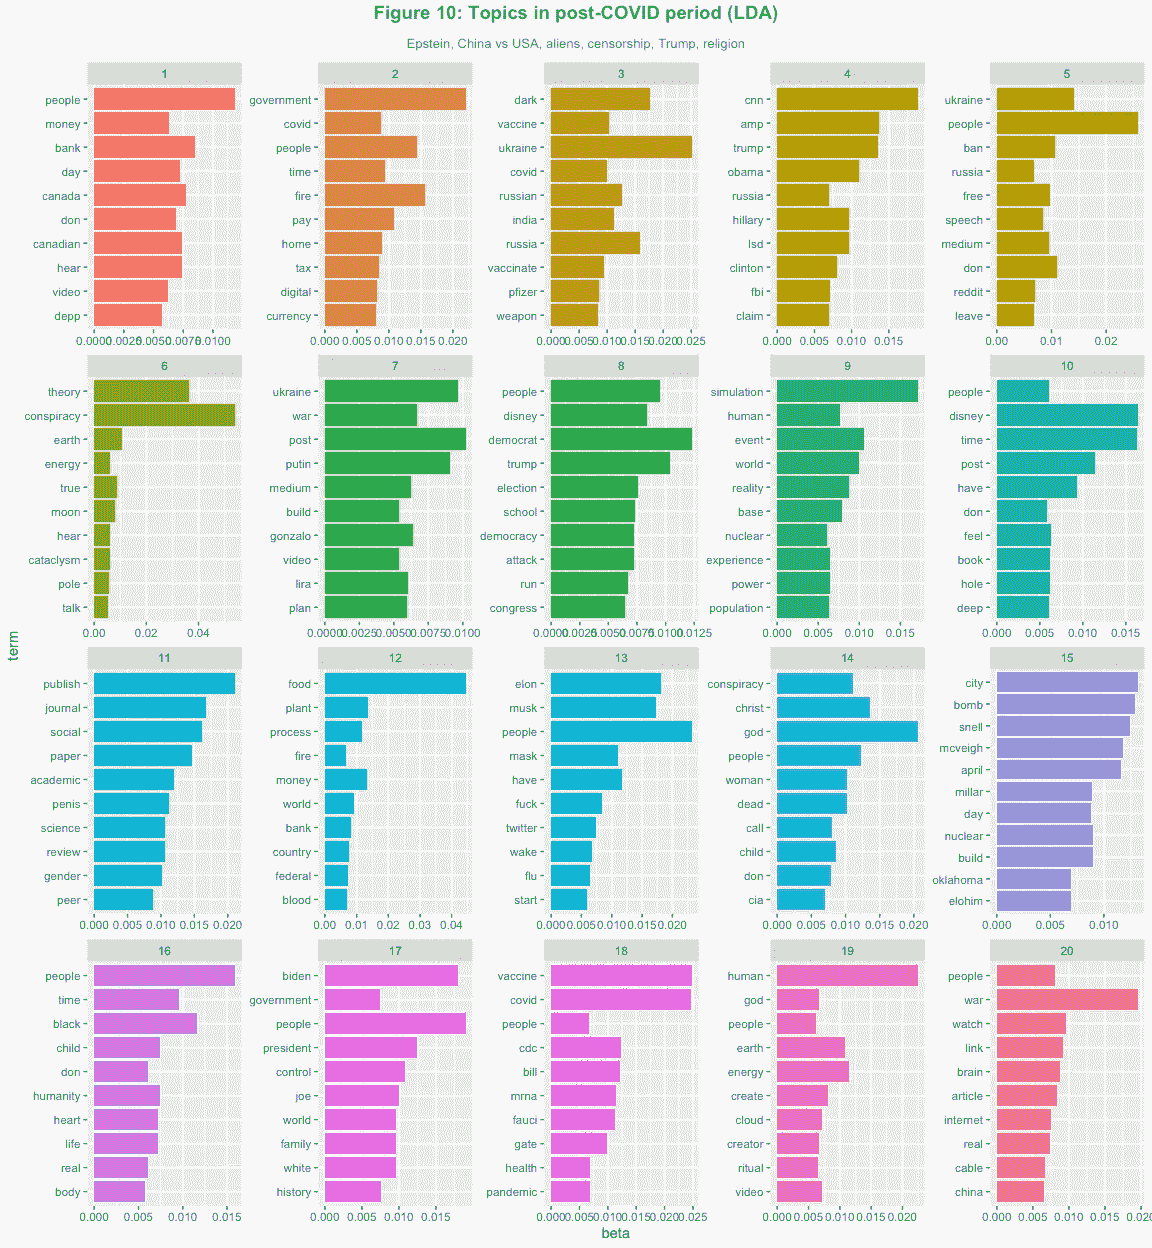 Figure 10: Topics in post-COVID period (LDA)
Epstein, China vs USA, aliens, censorship, Trump, religion
1
people
money
bank
day
canada
don
canadian
hear
video
depp
0.0000 0.0025 0.0050 0.0075 0.0100
2
government
covid
people
time
fire
pay
home
tax
digital
currency
0.000 0.005 0.010 0.015 0.020
3
dark
vaccine
ukraine
covid
russian
india
russia
vaccinate
pfizer
weapon
0.000 0.005 0.010 0.015 0.020 0.025
4
cnn
amp
trump
obama
russia
hillary
lsd
clinton
fbi
claim
0.000 0.005 0.010 0.015
5
ukraine
people
ban
russia
free
speech
medium
don
reddit
leave
0.00 0.01 0.02
6
theory
conspiracy
earth
energy
true
moon
hear
cataclysm
pole
talk
0.00 0.02 0.04
7
ukraine
war
post
putin
medium
build
gonzalo
video
lira
plan
0.0000 0.0025 0.0050 0.0075 0.0100
8
people
disney
democrat
trump
election
school
democracy
attack
run
congress
0.0000 0.0025 0.0050 0.0075 0.0100 0.0125
9
simulation
human
event
world
reality
base
nuclear
experience
power
population
0.000 0.005 0.010 0.015
10
people
disney
time
post
have
don
feel
book
hole
deep
0.000 0.005 0.010 0.015
term
11
publish
journal
social
paper
academic
penis
science
review
gender
peer
0.000 0.005 0.010 0.015 0.020
12
food
plant
process
fire
money
world
bank
country
federal
blood
0.00 0.01 0.02 0.03 0.04
13
elon
musk
people
mask
have
fuck
twitter
wake
flu
start
0.000 0.005 0.010 0.015 0.020
14
conspiracy
christ
god
people
woman
dead
call
child
don
cia
0.000 0.005 0.010 0.015 0.020
15
city
bomb
snell
mcveigh
april
millar
day
nuclear
build
oklahoma
elohim
0.000 0.005 0.010
16
people
time
black
child
don
humanity
heart
life
real
body
0.000 0.005 0.010 0.015
17
biden
government
people
president
control
joe
world
family
white
history
0.000 0.005 0.010 0.015
18
vaccine
covid
people
cdc
bill
mrna
fauci
gate
health
pandemic
0.000 0.005 0.010 0.015 0.020 0.025
19
human
god
people
earth
energy
create
cloud
creator
ritual
video
0.000 0.005 0.010 0.015 0.020
20
people
war
watch
link
brain
article
internet
real
cable
china
0.000 0.005 0.010 0.015 0.020
beta